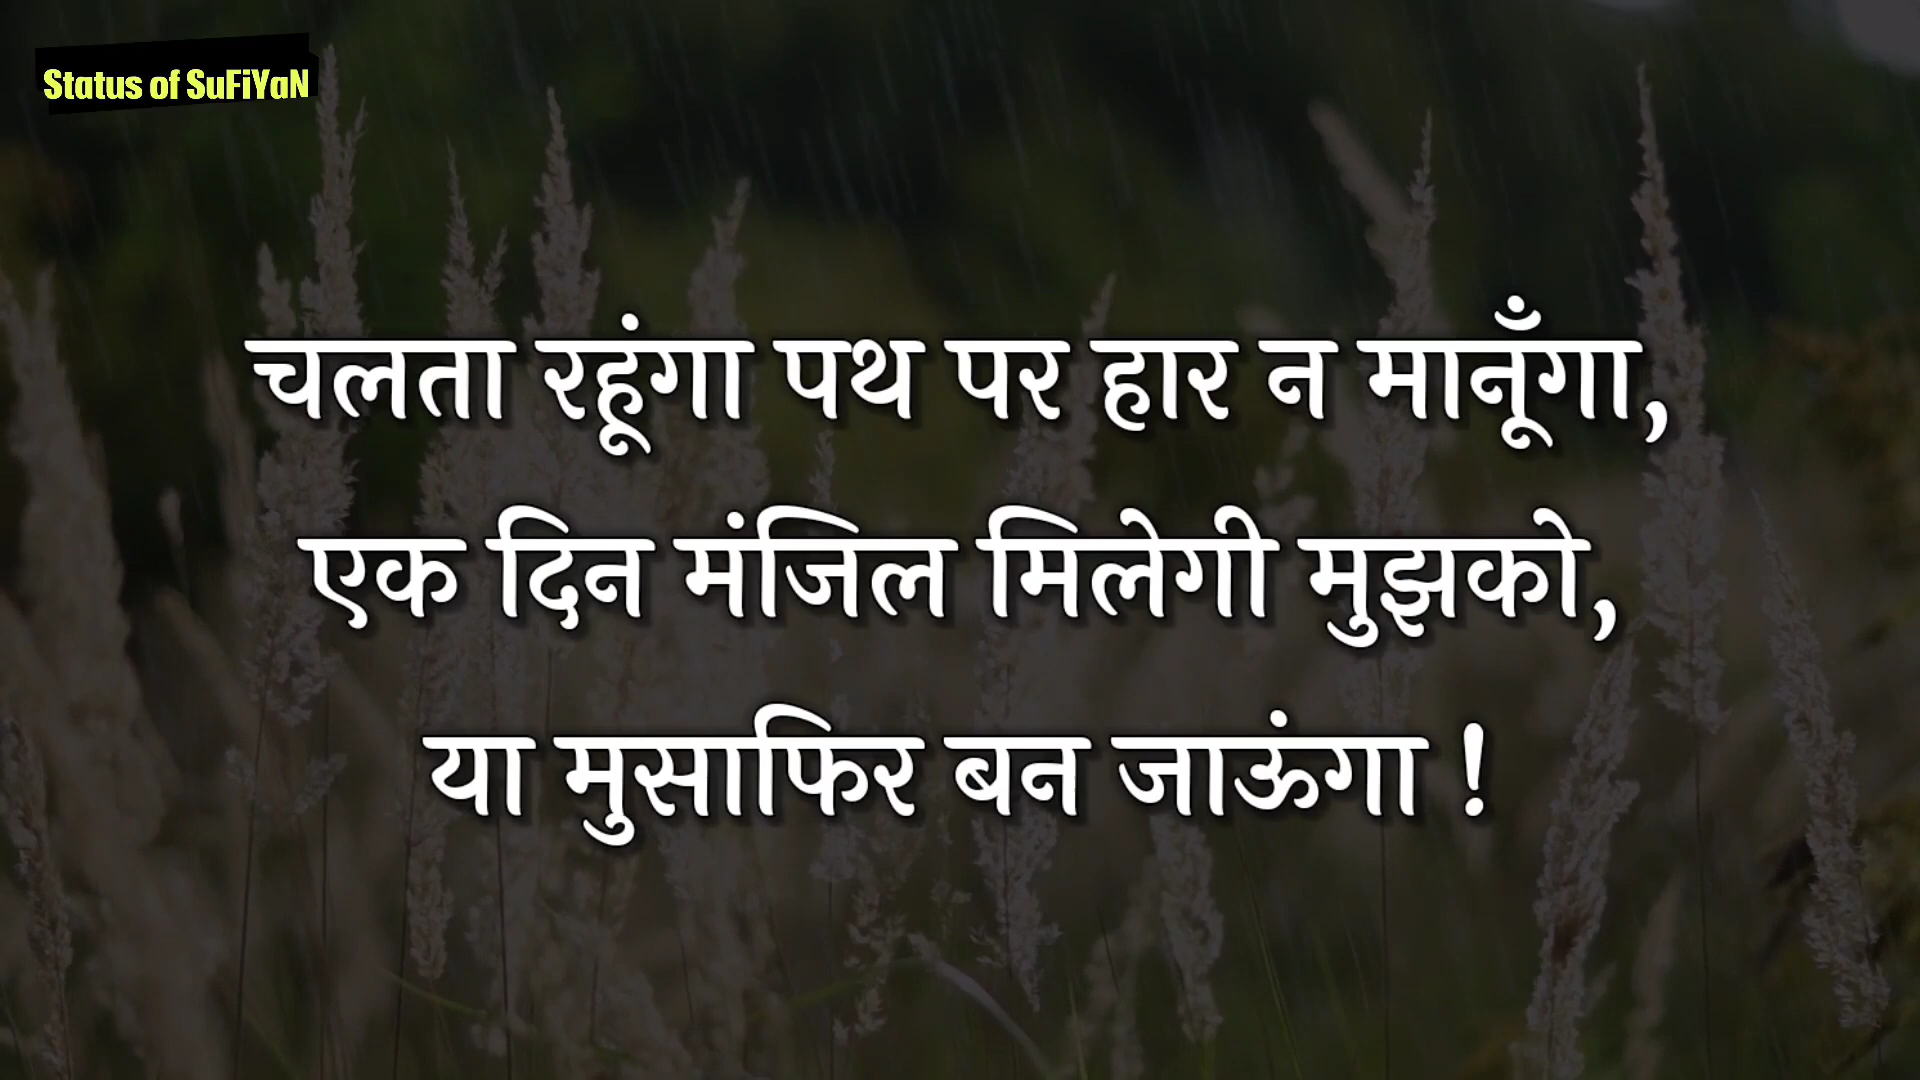 Status of SuFiYaN
चलता रहूंगा पथ पर हार न मानूँगा,
एक दिन मंजिल मिलेगी मुझको,
या मुसाफिर बन जाऊंगा !